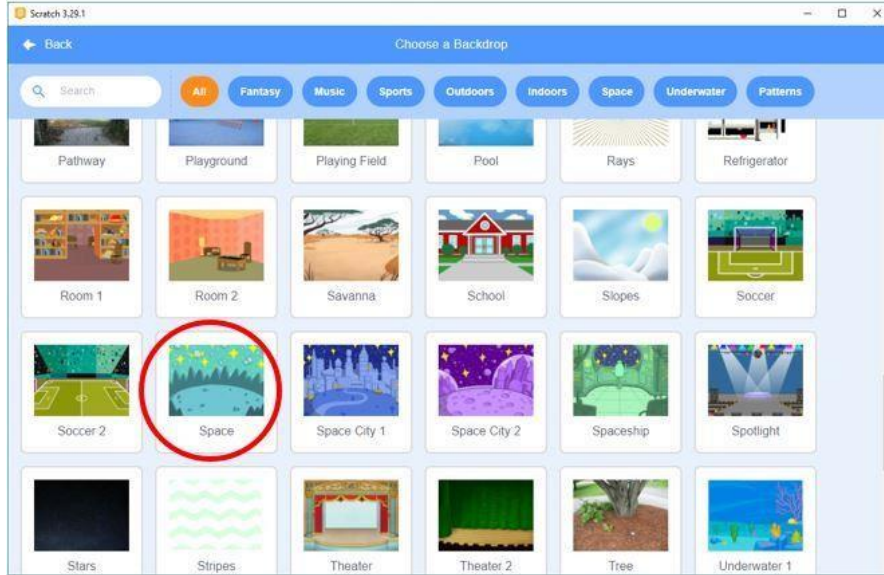 Scratch 3.29.1
Back
Choose a Backdrop
Search
All
Fantasy
Music
Sports
Outdoors
Indoors
Space
Underwater
Patterns
Pathway
Playground
Playing Field
Pool
Rays
Refrigerator
Room 1
Room 2
Savanna
School
Slopes
Soccer
Soccer 2
Space
Space City 1
Space City 2
Spaceship
Spotlight
Stars
Stripes
Theater
Theater 2
Tree
Underwater 1